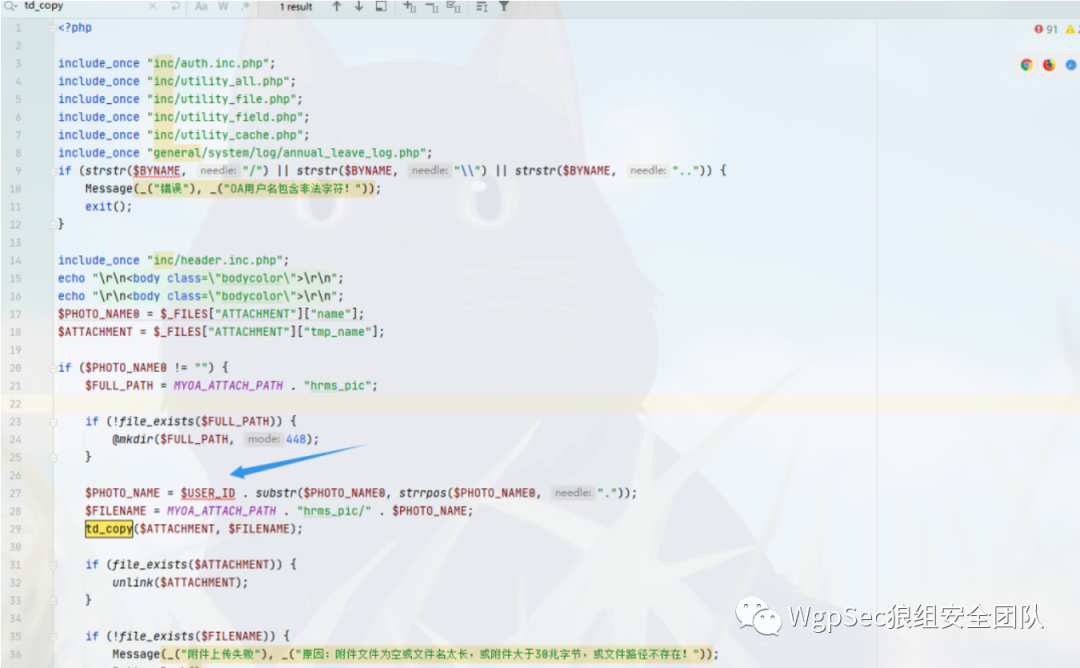 td_copy × Aa W .* 1 result
1 <?php 91
2
3 include_once "inc/auth.inc.php";
4 include_once "inc/utility_all.php";
5 include_once "inc/utility_file.php";
6 include_once "inc/utility_field.php";
7 include_once "inc/utility_cache.php";
8 include_once "general/system/log/annual_leave_log.php";
9 if (strstr($BYNAME, needle: "/") || strstr($BYNAME, needle: "\\") || strstr($BYNAME, needle: "..")) {
10 Message(_("错误"), _("OA用户名包含非法字符！"));
11 exit();
12 }
13
14 include_once "inc/header.inc.php";
15 echo "\r\n<body class=\"bodycolor\">\r\n";
16 echo "\r\n<body class=\"bodycolor\">\r\n";
17 $PHOTO_NAME0 = $_FILES["ATTACHMENT"]["name"];
18 $ATTACHMENT = $_FILES["ATTACHMENT"]["tmp_name"];
19
20 if ($PHOTO_NAME0 != "") {
21 $FULL_PATH = MYOA_ATTACH_PATH . "hrms_pic";
22
23 if (!file_exists($FULL_PATH)) {
24 @mkdir($FULL_PATH, mode: 448);
25 }
26
27 $PHOTO_NAME = $USER_ID . substr($PHOTO_NAME0, strrpos($PHOTO_NAME0, needle: "."));
28 $FILENAME = MYOA_ATTACH_PATH . "hrms_pic/" . $PHOTO_NAME;
29 td_copy($ATTACHMENT, $FILENAME);
30
31 if (file_exists($ATTACHMENT)) {
32 unlink($ATTACHMENT);
33 }
34
35 if (!file_exists($FILENAME)) {
36 Message(_("附件上传失败"), _("原因：附件文件为空或文件名太长，或附件大于30兆字节，或文件路径不存在！"));
WgpSec狼组安全团队